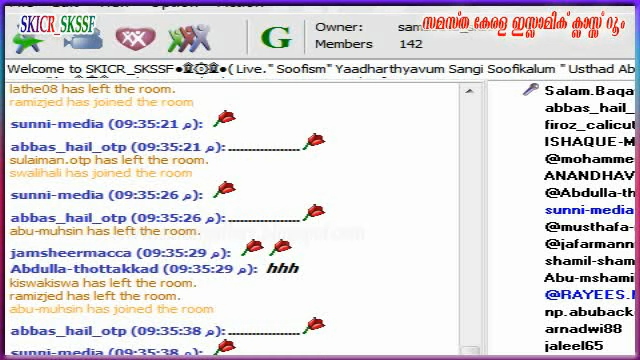 SKICR_SKSSF
സമസ്ത കേരള ഇസ്ലാമിക് ക്ലാസ്സ് റൂം
Owner:
Members 142
Welcome to SKICR_SKSSF●۩۞۩●(Live." Soofism" Yaadharthyavum Sangi Soofikalum " Usthad Ab
lathe08 has left the room.
ramizjed has joined the room
sunni-media (09:35:21 م):
abbas_hail_otp (09:35:21 م):------------------
sulaiman.otp has left the room.
swalihali has joined the room
sunni-media (09:35:26 م):
abbas_hail_otp (09:35:26 م):------------------
abu-muhsin has left the room.
jamsheermacca (09:35:29 م):
Abdulla-thottakkad (09:35:29 م): hhh
kiswakiswa has left the room.
ramizjed has left the room.
abu-muhsin has joined the room
abbas_hail_otp (09:35:38 م):------------------
sunni-media (09:35:38 م):
Salam.Baqa
abbas_hail_
firoz_calicut
ISHAQUE-M
@mohamme
ANANDHAV
@Abdulla-th
sunni-media
@musthafa-
@jafarmann
shamil-sham
Abu-mshami
@RAYEES.M
np.aboback
arnadwi88
jaleel65